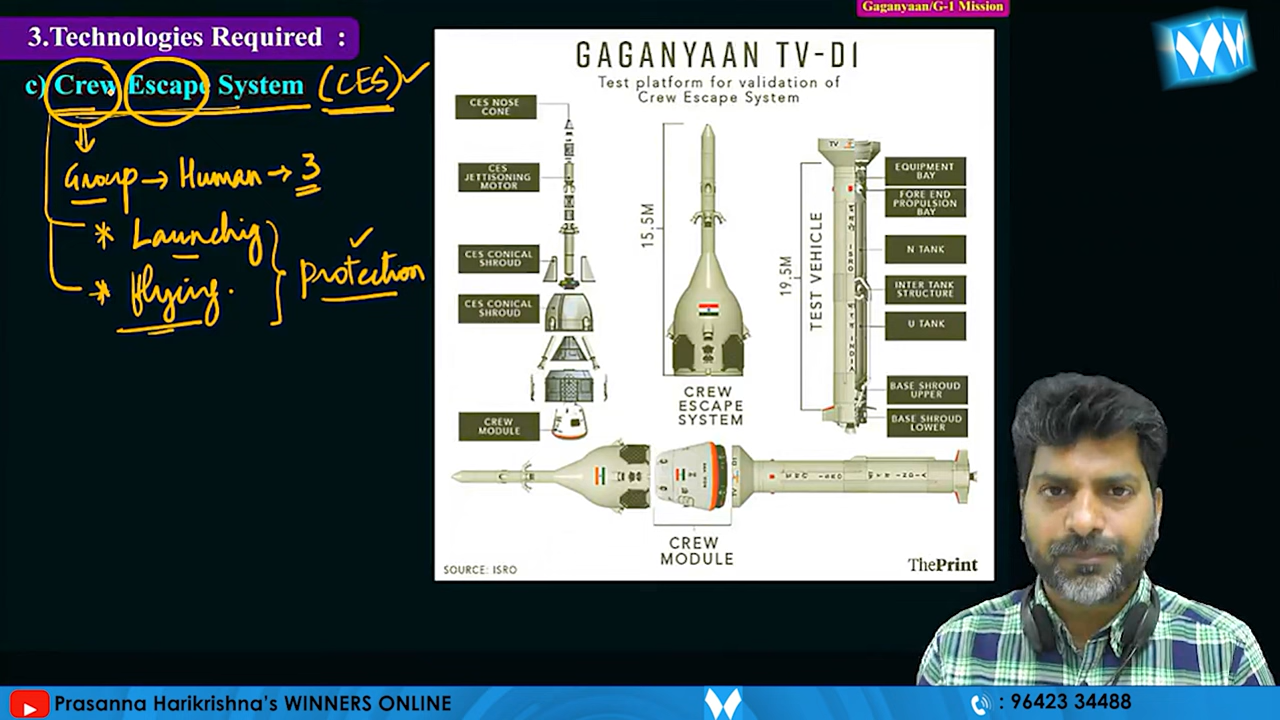 Gaganyaan/G-1 Mission
3.Technologies Required :
c) Crew Escape System (CES)
Group → Human → 3
* Launchig
* flying.
Protection
GAGANYAAN TV-D1
Test platform for validation of
Crew Escape System
CES NOSE
CONE
CES
JETTISONING
MOTOR
CES CONICAL
SHROUD
CES CONICAL
SHROUD
CREW
MODULE
15.5M
CREW
ESCAPE
SYSTEM
TV
19.5M
TEST VEHICLE
EQUIPMENT
BAY
FORE END
PROPULSION
BAY
N TANK
INTER TANK
STRUCTURE
U TANK
BASE SHROUD
UPPER
BASE SHROUD
LOWER
CREW
MODULE
SOURCE: ISRO
ThePrint
Prasanna Harikrishna's WINNERS ONLINE
: 96423 34488